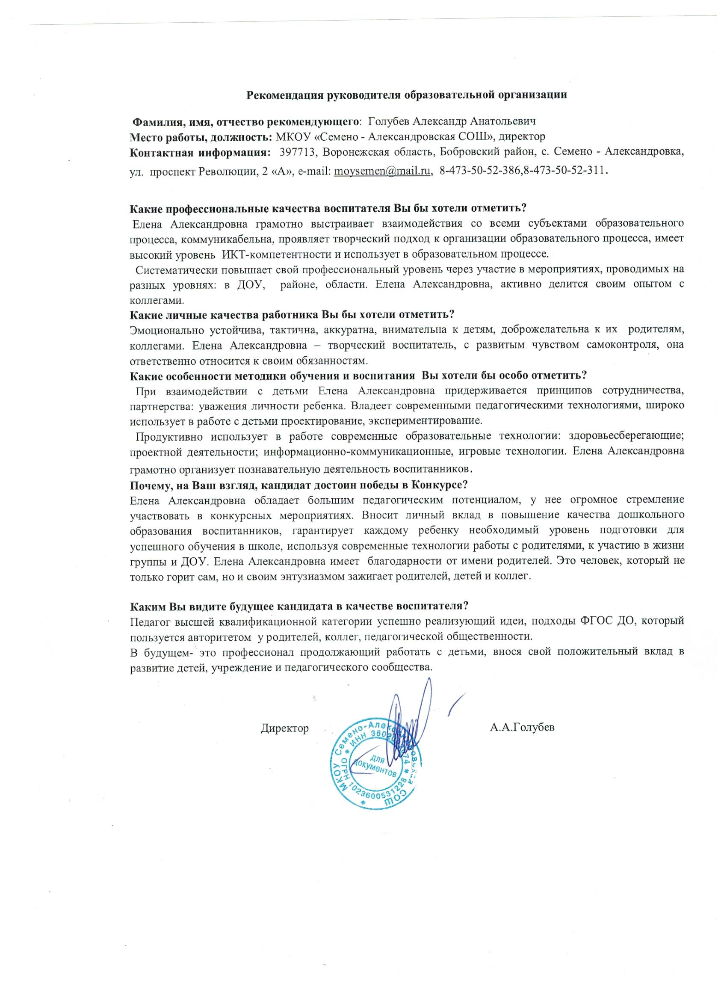 Рекомендация руководителя образовательной организации
Фамилия, имя, отчество рекомендующего: Голубев Александр Анатольевич
Место работы, должность: МКОУ «Семено - Александровская СОШ», директор
Контактная информация: 397713, Воронежская область, Бобровский район, с. Семено - Александровка,
ул. проспект Революции, 2 «А», e-mail: moysemen@mail.ru, 8-473-50-52-386,8-473-50-52-311.
Какие профессиональные качества воспитателя Вы бы хотели отметить?
Елена Александровна грамотно выстраивает взаимодействия со всеми субъектами образовательного
процесса, коммуникабельна, проявляет творческий подход к организации образовательного процесса, имеет
высокий уровень ИКТ-компетентности и использует в образовательном процессе.
Систематически повышает свой профессиональный уровень через участие в мероприятиях, проводимых на
разных уровнях: в ДОУ, районе, области. Елена Александровна, активно делится своим опытом с
коллегами.
Какие личные качества работника Вы бы хотели отметить?
Эмоционально устойчива, тактична, аккуратна, внимательна к детям, доброжелательна к их родителям,
коллегами. Елена Александровна – творческий воспитатель, с развитым чувством самоконтроля, она
ответственно относится к своим обязанностям.
Какие особенности методики обучения и воспитания Вы хотели бы особо отметить?
При взаимодействии с детьми Елена Александровна придерживается принципов сотрудничества,
партнерства: уважения личности ребенка. Владеет современными педагогическими технологиями, широко
использует в работе с детьми проектирование, экспериментирование.
Продуктивно использует в работе современные образовательные технологии: здоровьесберегающие;
проектной деятельности; информационно-коммуникационные, игровые технологии. Елена Александровна
грамотно организует познавательную деятельность воспитанников.
Почему, на Ваш взгляд, кандидат достоин победы в Конкурсе?
Елена Александровна обладает большим педагогическим потенциалом, у нее огромное стремление
участвовать в конкурсных мероприятиях. Вносит личный вклад в повышение качества дошкольного
образования воспитанников, гарантирует каждому ребенку необходимый уровень подготовки для
успешного обучения в школе, используя современные технологии работы с родителями, к участию в жизни
группы и ДОУ. Елена Александровна имеет благодарности от имени родителей. Это человек, который не
только горит сам, но и своим энтузиазмом зажигает родителей, детей и коллег.
Каким Вы видите будущее кандидата в качестве воспитателя?
Педагог высшей квалификационной категории успешно реализующий идеи, подходы ФГОС ДО, который
пользуется авторитетом у родителей, коллег, педагогической общественности.
В будущем- это профессионал продолжающий работать с детьми, внося свой положительный вклад в
развитие детей, учреждение и педагогического сообщества.
Директор
А.А.Голубев
МКОУ Семено-Александровская СОШ *
ОГРН 1023600531228 * ИНН
для
документов